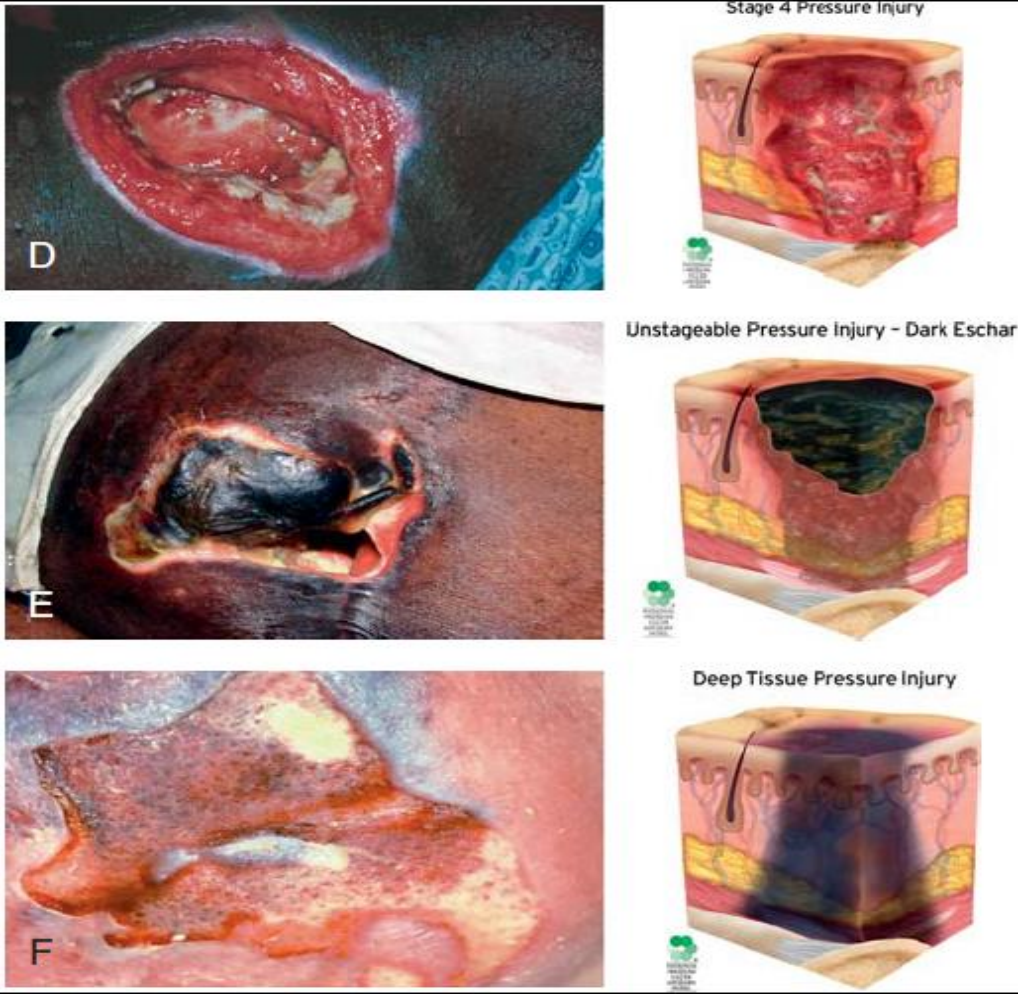 Stage 4 Pressure Injury
D
Unstageable Pressure Injury - Dark Eschar
E
Deep Tissue Pressure Injury
F